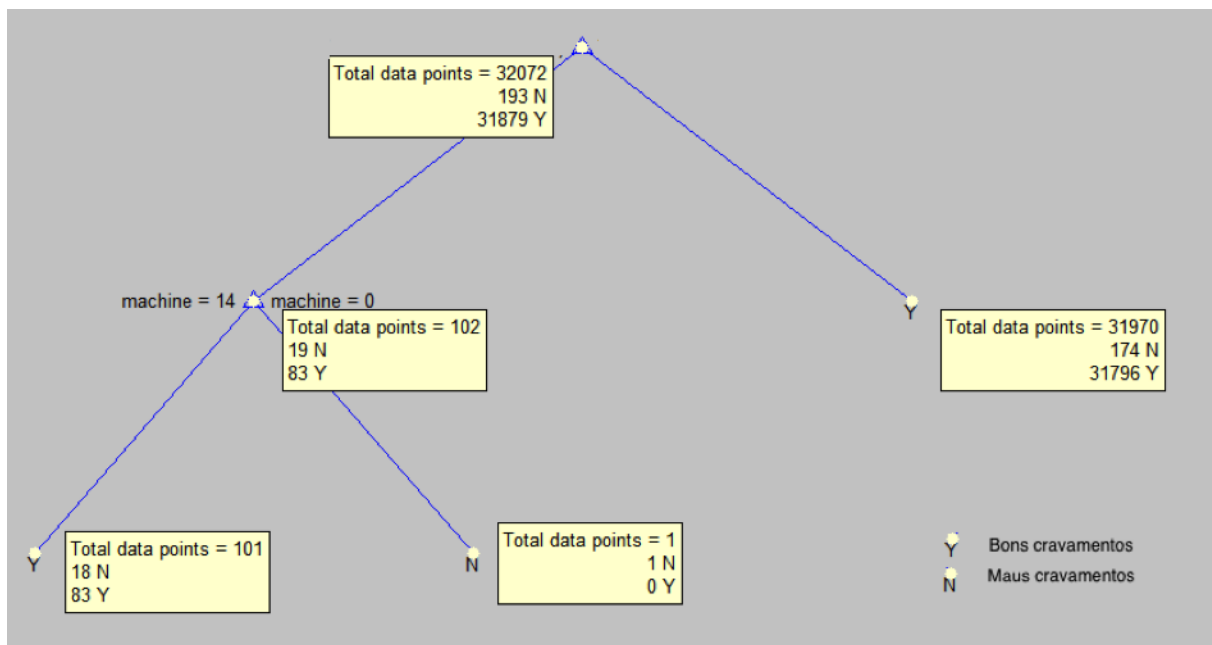 Total data points = 32072
193 N
31879 Y
machine = 14
machine = 0
Total data points = 102
19 N
83 Y
Y
Total data points = 31970
174 N
31796 Y
Y
Total data points = 101
18 N
83 Y
N
Total data points = 1
1 N
0 Y
Y Bons cravamentos
N Maus cravamentos